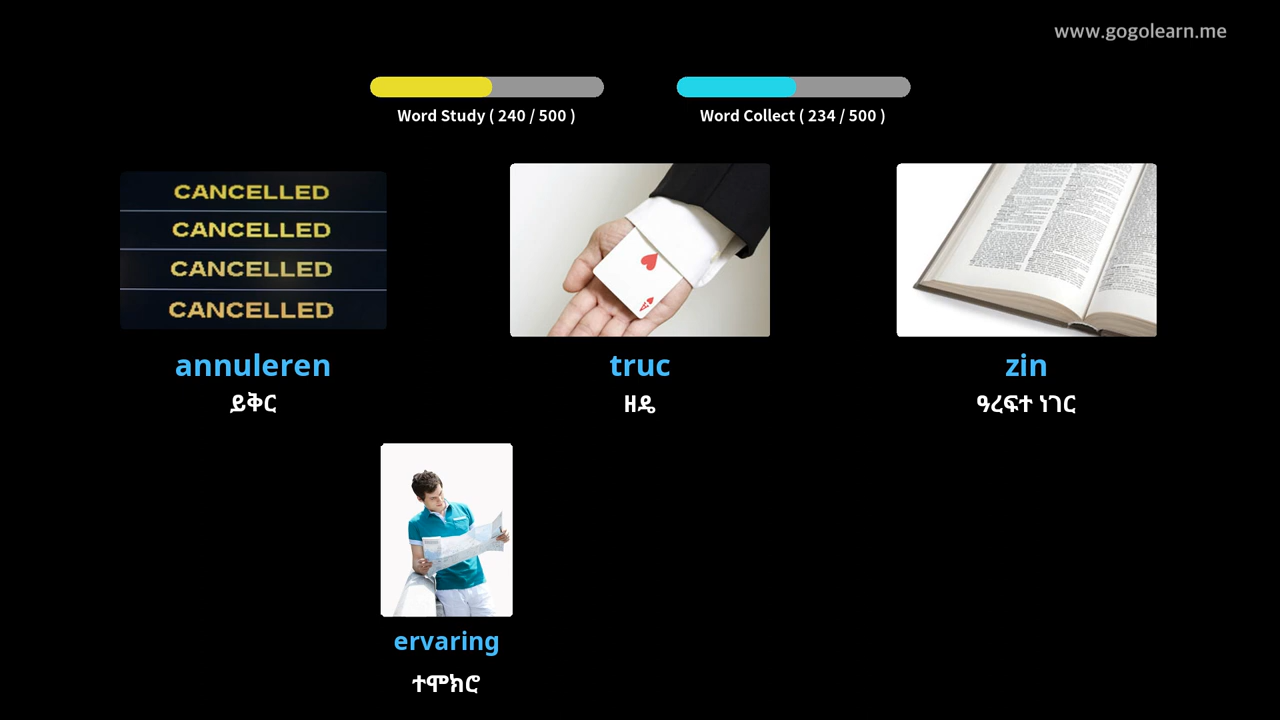 www.gogolearn.me
Word Study ( 240 / 500 )
Word Collect ( 234 / 500 )
CANCELLED
CANCELLED
CANCELLED
CANCELLED
annuleren
ይቅር
truc
ዘዴ
zin
ዓረፍተ ነገር
ervaring
ተሞክሮ